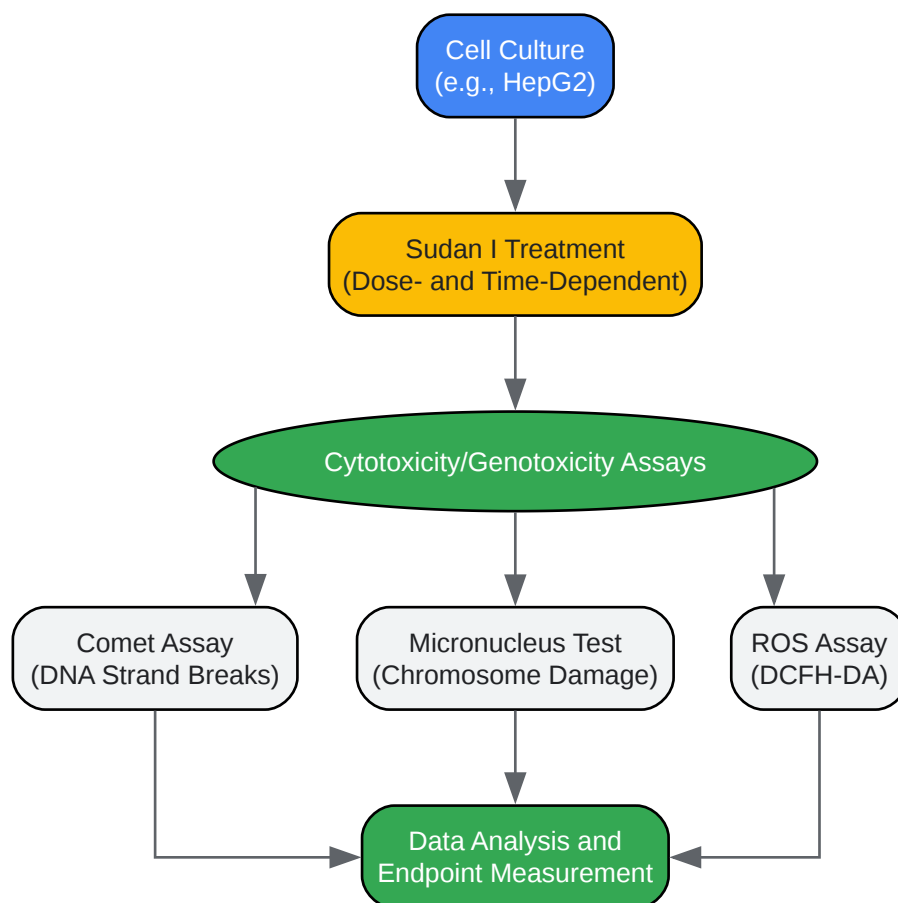 Cell Culture
(e.g., HepG2)
Sudan I Treatment
(Dose- and Time-Dependent)
Cytotoxicity/Genotoxicity Assays
Comet Assay
(DNA Strand Breaks)
Micronucleus Test
(Chromosome Damage)
ROS Assay
(DCFH-DA)
Data Analysis and
Endpoint Measurement